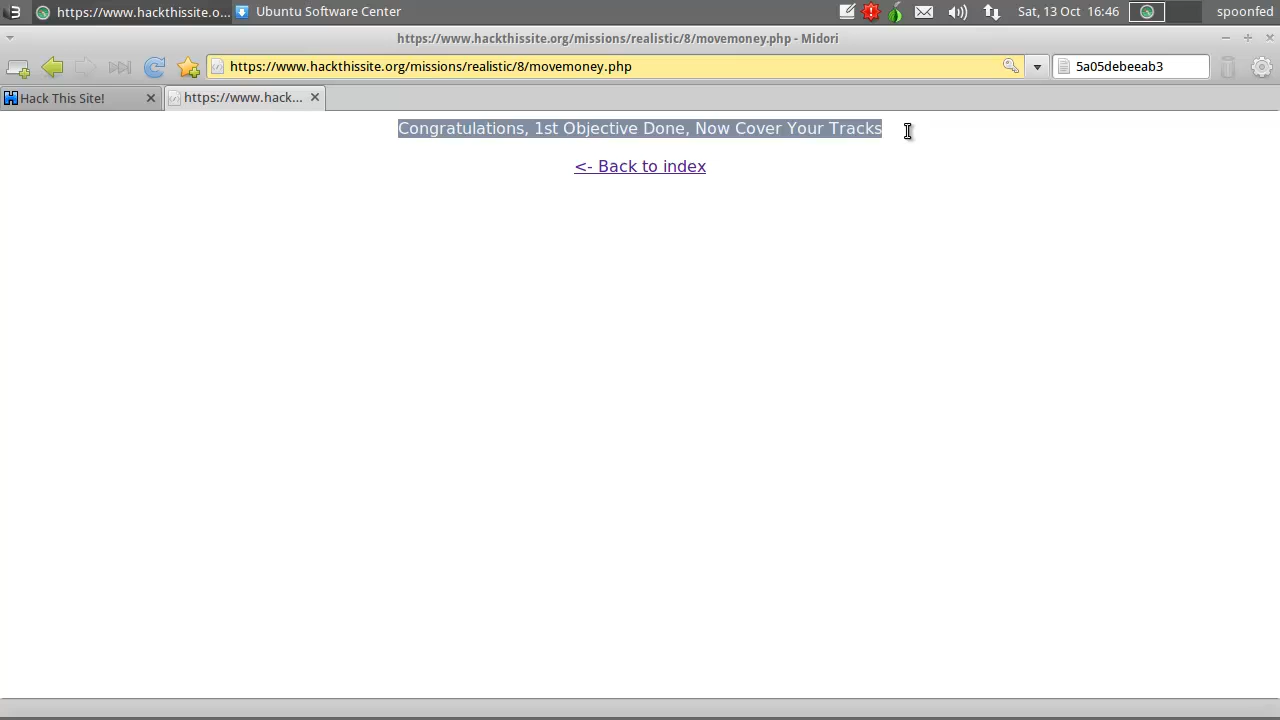 https://www.hackthissite.o... Ubuntu Software Center Sat, 13 Oct 16:46 spoonfed
https://www.hackthissite.org/missions/realistic/8/movemoney.php - Midori
https://www.hackthissite.org/missions/realistic/8/movemoney.php 5a05debeeab3
Hack This Site! https://www.hack...
Congratulations, 1st Objective Done, Now Cover Your Tracks
<- Back to index